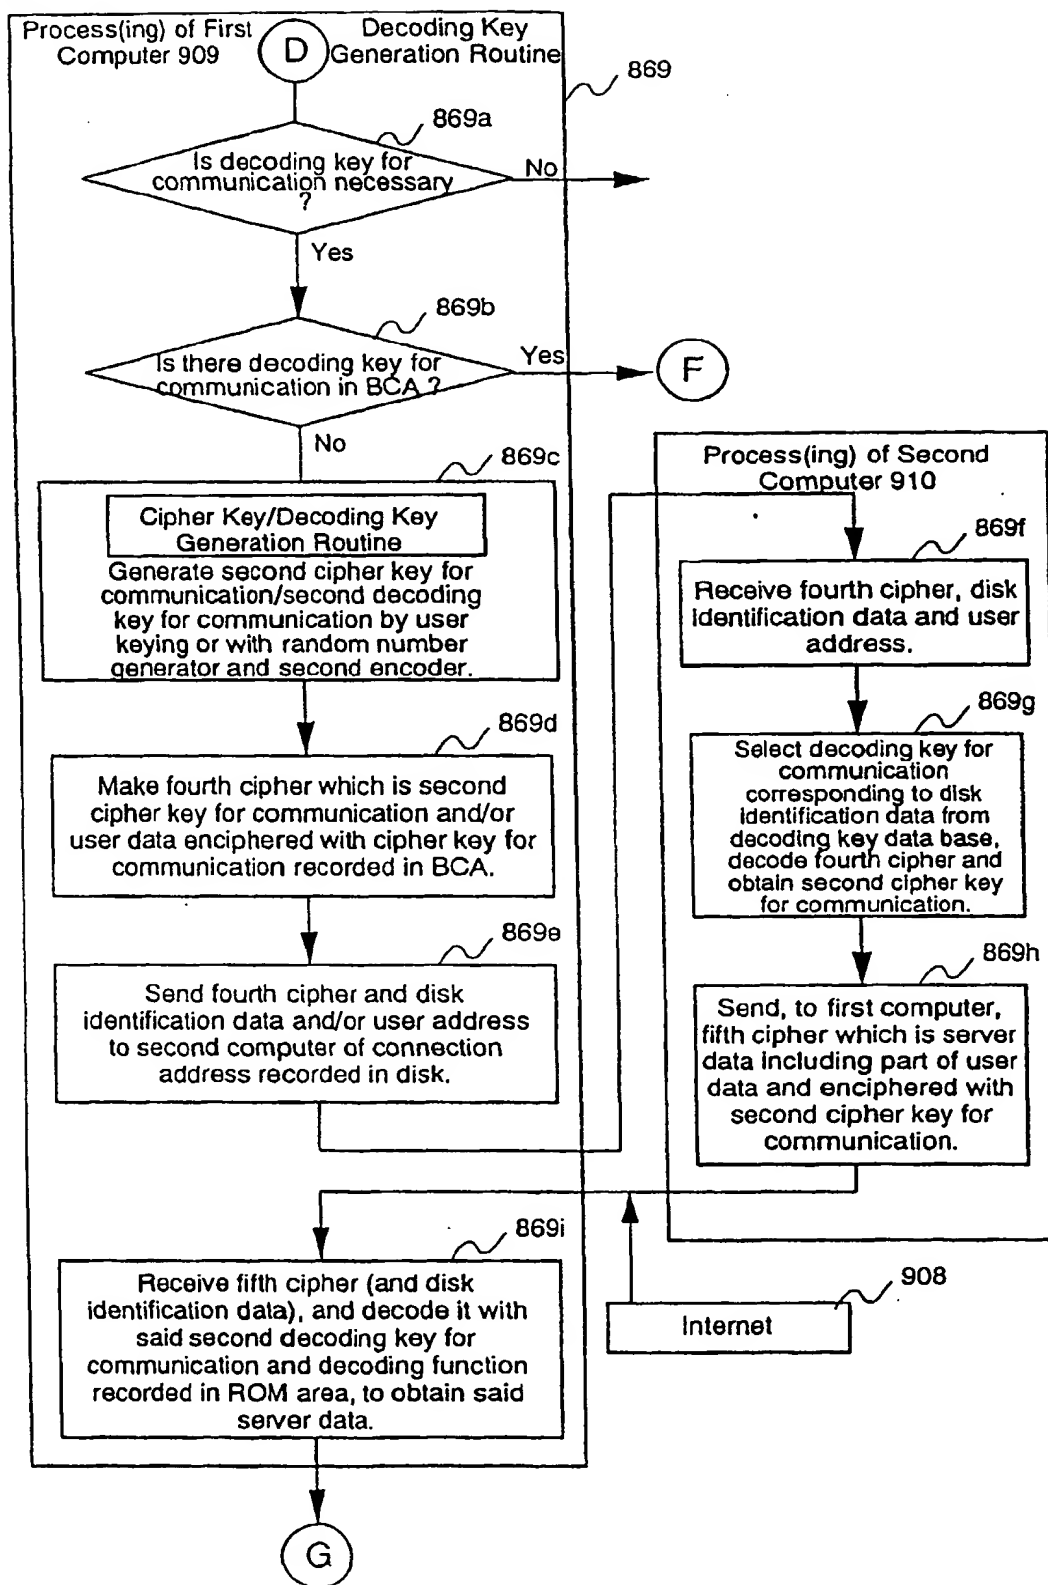 Process(ing) of First
Computer 909
D
Decoding Key
Generation Routine
869
869a
Is decoding key for
communication necessary
?
No
Yes
869b
Is there decoding key for
communication in BCA ?
Yes
F
No
869c
Cipher Key/Decoding Key
Generation Routine
Generate second cipher key for
communication/second decoding
key for communication by user
keying or with random number
generator and second encoder.
869d
Make fourth cipher which is second
cipher key for communication and/or
user data enciphered with cipher key for
communication recorded in BCA.
869e
Send fourth cipher and disk
identification data and/or user address
to second computer of connection
address recorded in disk.
Process(ing) of Second
Computer 910
869f
Receive fourth cipher, disk
identification data and user
address.
869g
Select decoding key for
communication
corresponding to disk
identification data from
decoding key data base,
decode fourth cipher and
obtain second cipher key
for communication.
869h
Send, to first computer,
fifth cipher which is server
data including part of user
data and enciphered with
second cipher key for
communication.
869i
Receive fifth cipher (and disk
identification data), and decode it with
said second decoding key for
communication and decoding function
recorded in ROM area, to obtain said
server data.
908
Internet
G